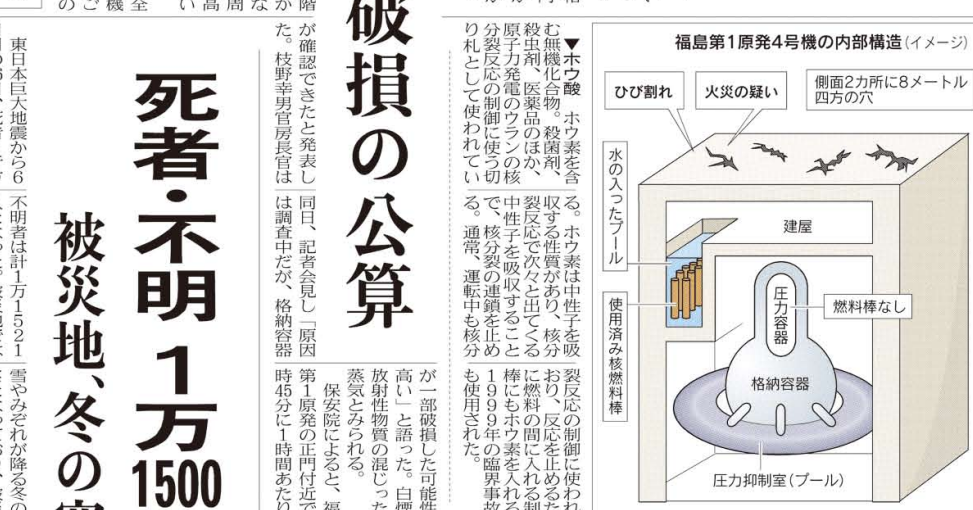 福島第1原発4号機の内部構造(イメージ)
ひび割れ
火災の疑い
側面2カ所に8メートル
四方の穴
水の入ったプール
建屋
使用済み核燃料棒
圧力容器
燃料棒なし
格納容器
圧力抑制室(プール)
▼ホウ酸 ホウ素を含
む無機化合物。殺菌剤、
殺虫剤、医薬品のほか、
原子力発電のウランの核
分裂反応の制御に使う切
り札として使われてい
る。ホウ素は中性子を吸
収する性質があり、核分
裂反応で次々と出てくる
中性子を吸収すること
で、核分裂の連鎖を止め
る。通常、運転中も核分
裂反応の制御に使われ
おり、反応を止めるた
に燃料の間に入れる制
棒にもホウ素を入れる
1999年の臨界事故
も使用された。
破損の公算
が確認できたと発表し
た。枝野幸男官房長官は
同日、記者会見し「原因
は調査中だが、格納容器
が一部破損した可能性
高い」と語った。白煙
放射性物質の混じった
蒸気とみられる。
保安院によると、福
第1原発の正門付近で
時45分に1時間あたり
死者・不明 1万1500
被災地、冬の
東日本巨大地震から6
不明者は計1万1521
雪やみぞれが降る冬の